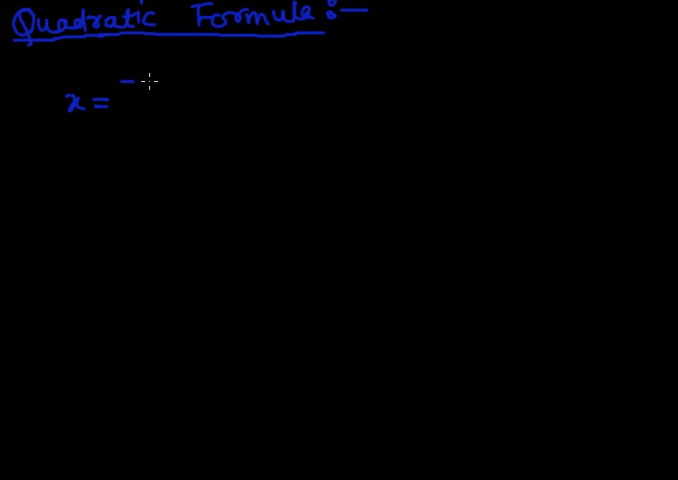 Quadratic Formula :—
x = -